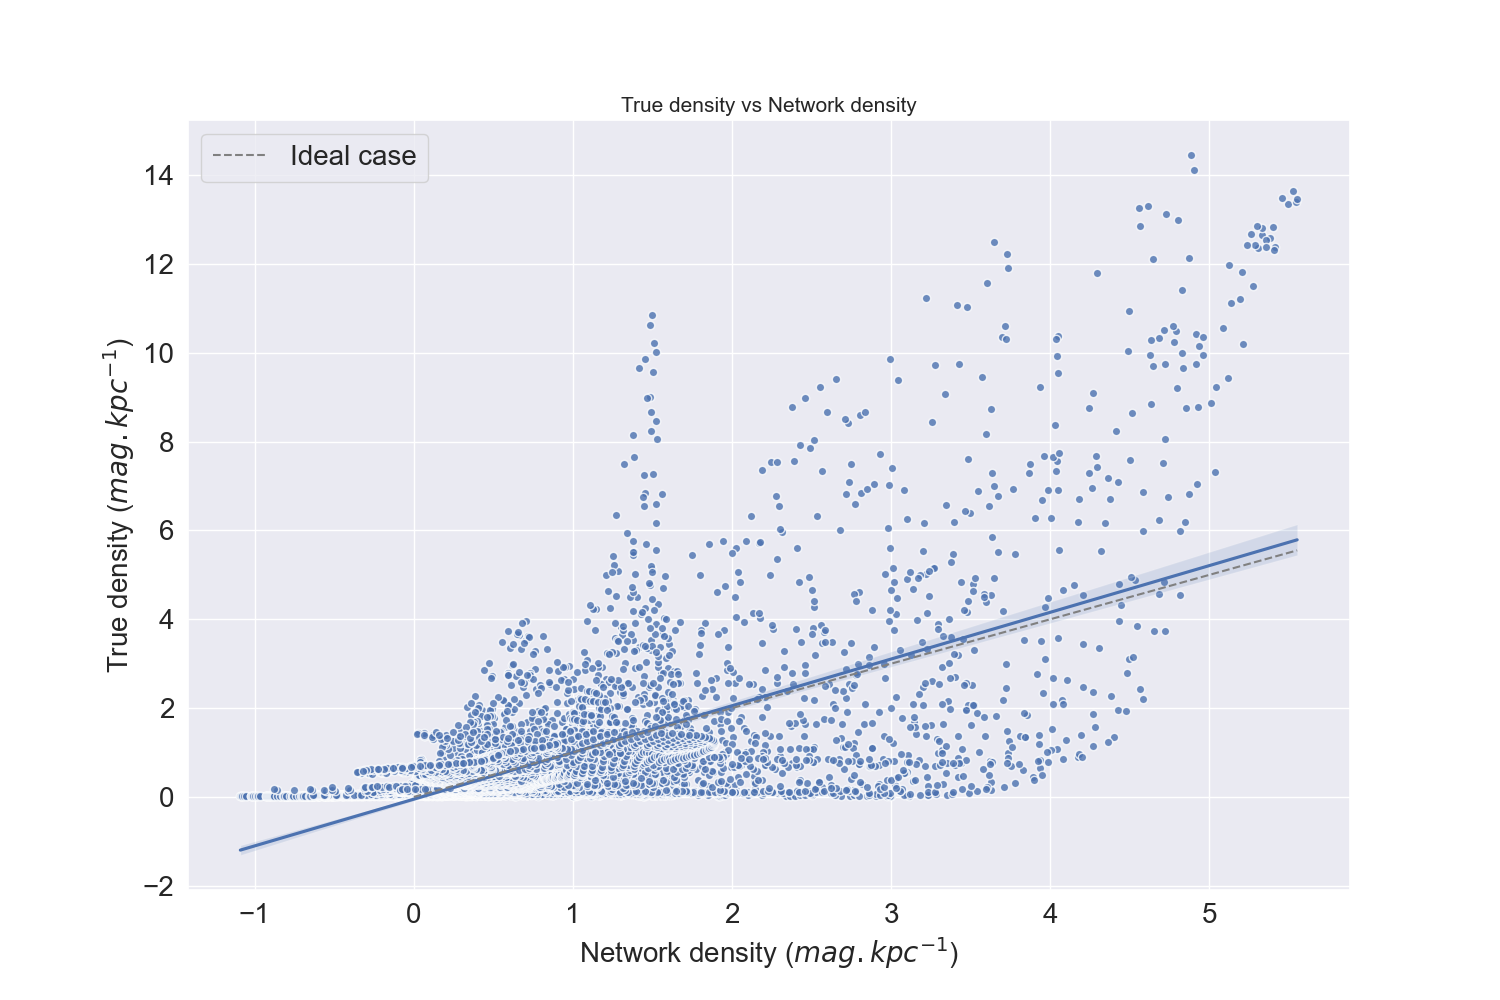 True density vs Network density
Ideal case
14
12
10
8
6
4
2
0
−2
True density (mag. kpc⁻¹)
−1 0 1 2 3 4 5
Network density (mag. kpc⁻¹)